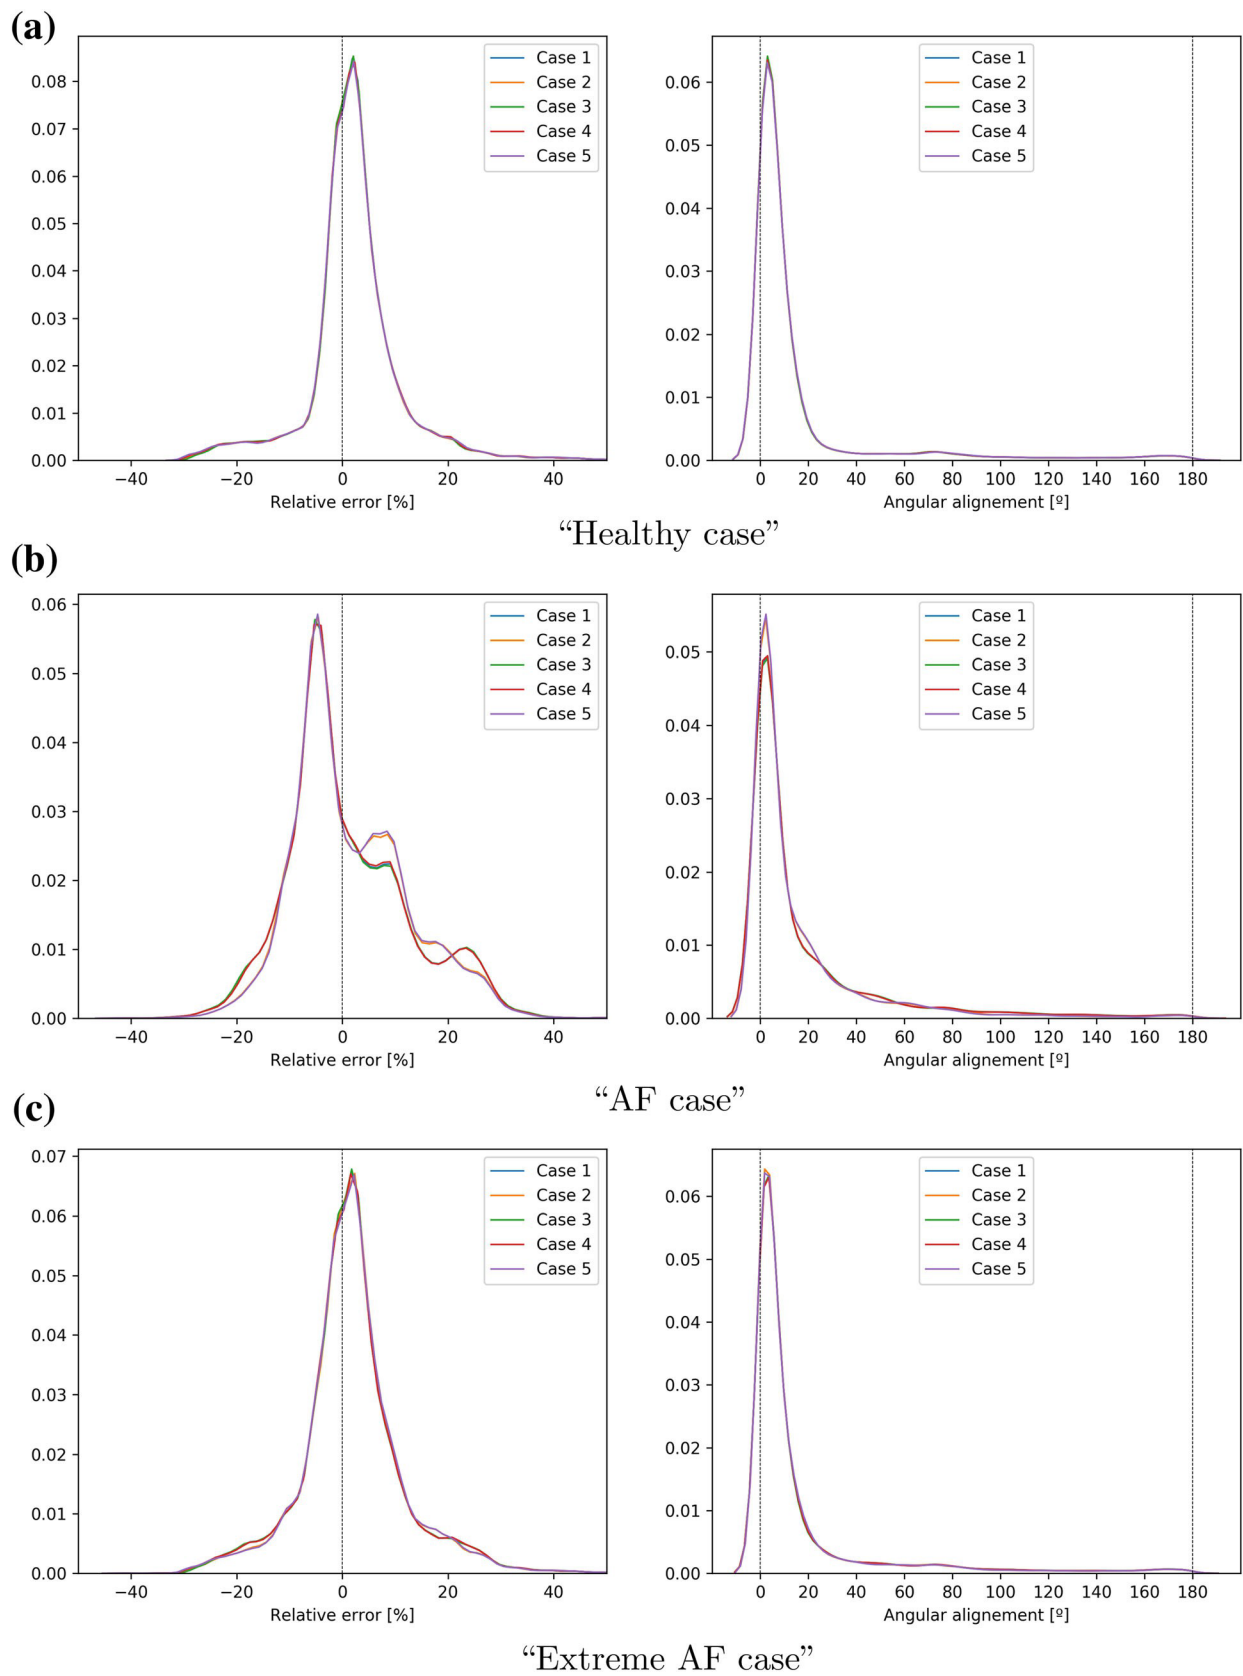 (a)
0.08
0.07
0.06
0.05
0.04
0.03
0.02
0.01
0.00
Case 1
Case 2
Case 3
Case 4
Case 5
−40 −20 0 20 40
Relative error [%]
0.06
0.05
0.04
0.03
0.02
0.01
0.00
Case 1
Case 2
Case 3
Case 4
Case 5
0 20 40 60 80 100 120 140 160 180
Angular alignement [º]
“Healthy case”
(b)
0.06
0.05
0.04
0.03
0.02
0.01
0.00
Case 1
Case 2
Case 3
Case 4
Case 5
−40 −20 0 20 40
Relative error [%]
0.05
0.04
0.03
0.02
0.01
0.00
Case 1
Case 2
Case 3
Case 4
Case 5
0 20 40 60 80 100 120 140 160 180
Angular alignement [º]
“AF case”
(c)
0.07
0.06
0.05
0.04
0.03
0.02
0.01
0.00
Case 1
Case 2
Case 3
Case 4
Case 5
−40 −20 0 20 40
Relative error [%]
0.06
0.05
0.04
0.03
0.02
0.01
0.00
Case 1
Case 2
Case 3
Case 4
Case 5
0 20 40 60 80 100 120 140 160 180
Angular alignement [º]
“Extreme AF case”